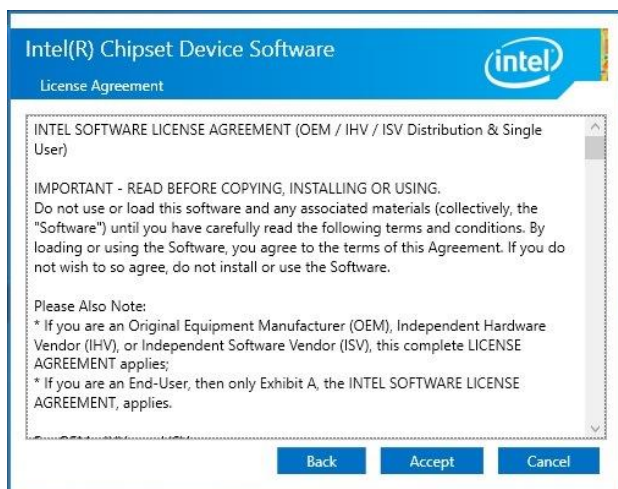 Intel(R) Chipset Device Software
intel
License Agreement
INTEL SOFTWARE LICENSE AGREEMENT (OEM / IHV / ISV Distribution & Single
User)
IMPORTANT - READ BEFORE COPYING, INSTALLING OR USING.
Do not use or load this software and any associated materials (collectively, the
"Software") until you have carefully read the following terms and conditions. By
loading or using the Software, you agree to the terms of this Agreement. If you do
not wish to so agree, do not install or use the Software.
Please Also Note:
* If you are an Original Equipment Manufacturer (OEM), Independent Hardware
Vendor (IHV), or Independent Software Vendor (ISV), this complete LICENSE
AGREEMENT applies;
* If you are an End-User, then only Exhibit A, the INTEL SOFTWARE LICENSE
AGREEMENT, applies.
Back
Accept
Cancel